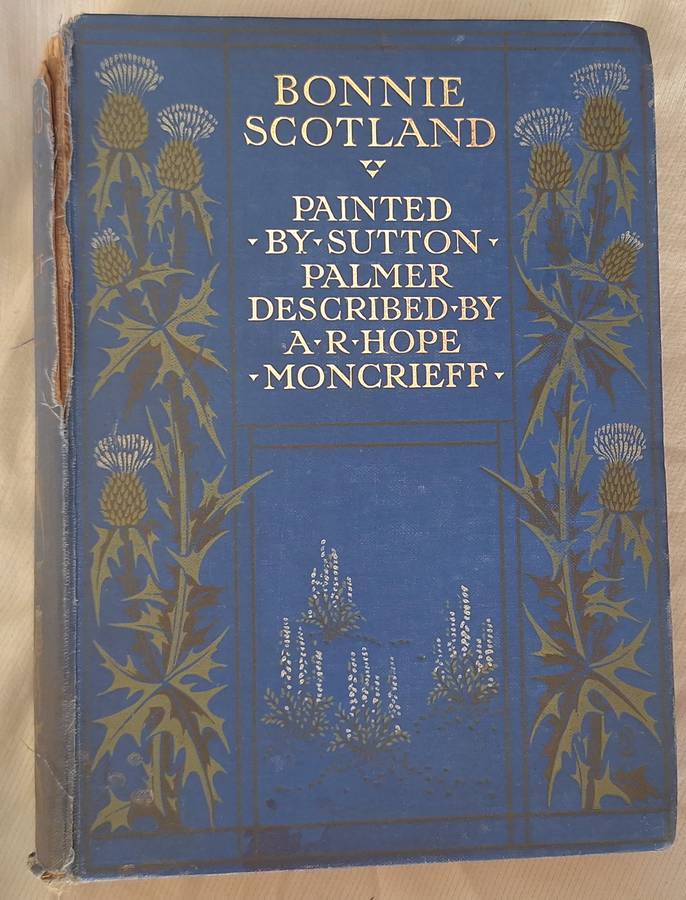 BONNIE
SCOTLAND
PAINTED
·BY·SUTTON·
PALMER
DESCRIBED·BY
A·R·HOPE
·MONCRIEFF·